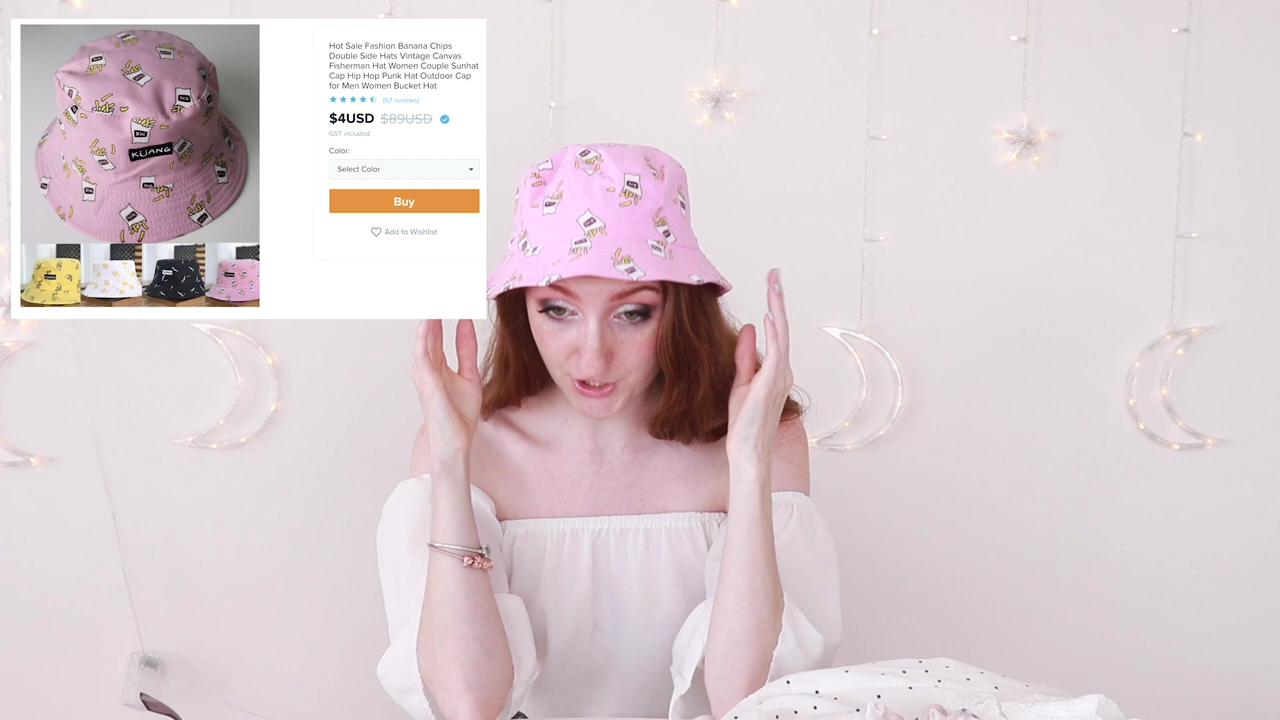 KUANG
Hot Sale Fashion Banana Chips
Double Side Hats Vintage Canvas
Fisherman Hat Women Couple Sunhat
Cap Hip Hop Punk Hat Outdoor Cap
for Men Women Bucket Hat
(67 reviews)
$4USD $89USD
GST included
Color:
Select Color
Buy
Add to Wishlist